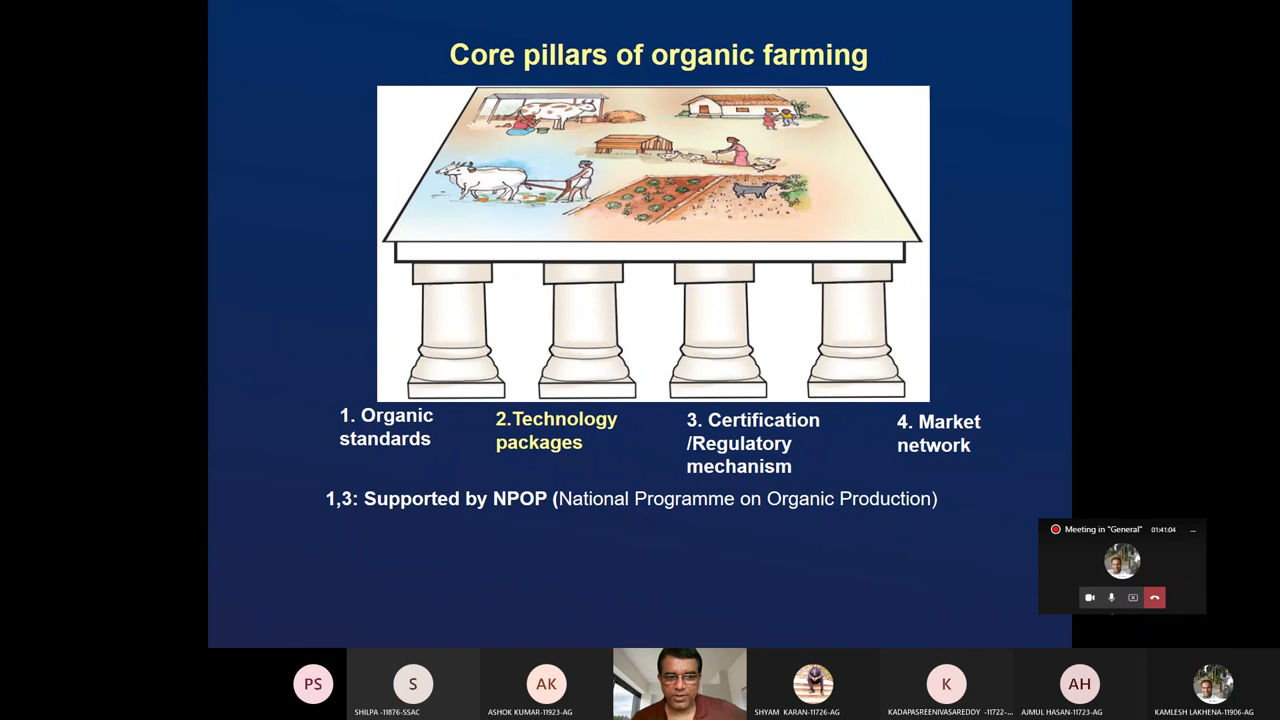 Core pillars of organic farming
1. Organic
standards
2.Technology
packages
3. Certification
/Regulatory
mechanism
4. Market
network
1,3: Supported by NPOP (National Programme on Organic Production)
Meeting in "General"
01:41:04
PS
S
SHILPA -11876-SSAC
AK
ASHOK KUMAR-11923-AG
SHYAM KARAN-11726-AG
K
KADAPASREENIVASAREDDY -11722-...
AH
AJMUL HASAN-11723-AG
KAMLESH LAKHENA-11906-AG